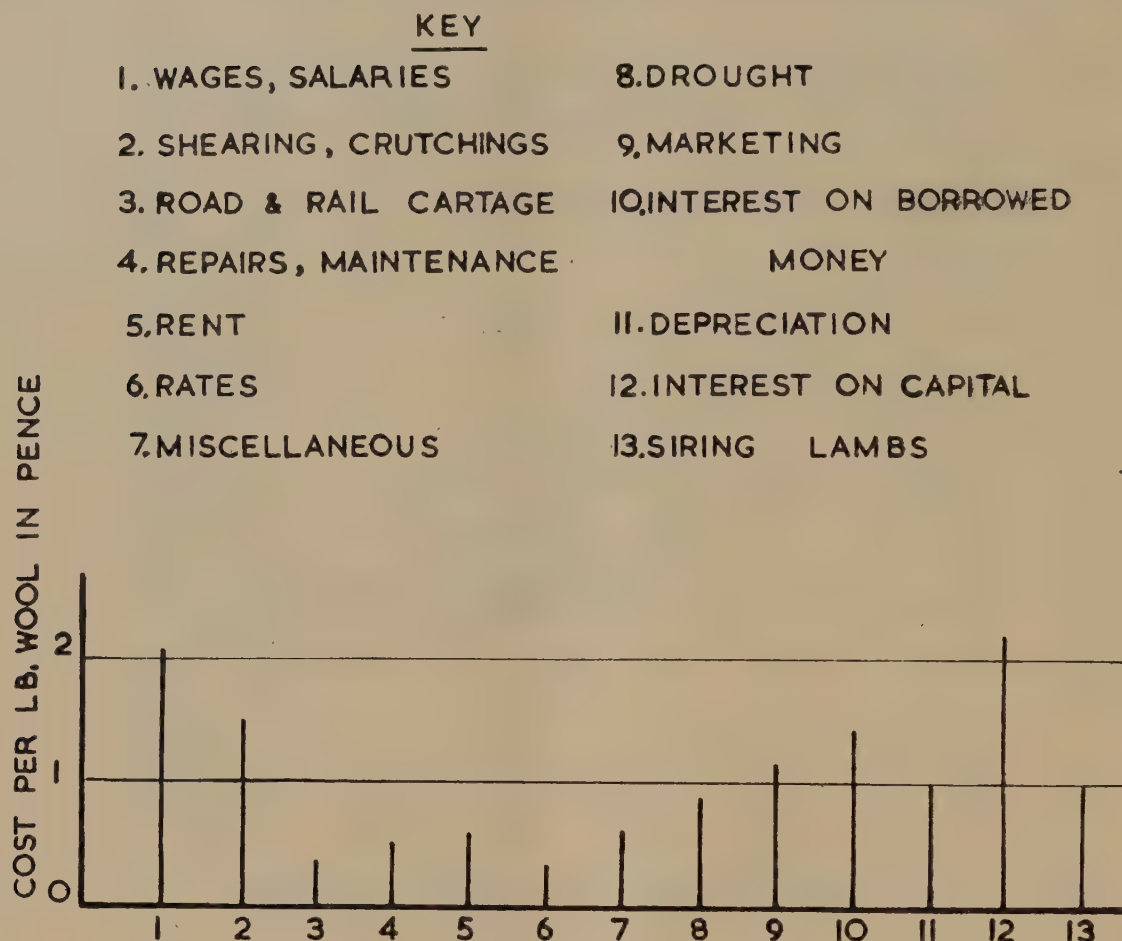 KEY
1. WAGES, SALARIES
2. SHEARING, CRUTCHINGS
3. ROAD & RAIL CARTAGE
4. REPAIRS, MAINTENANCE
5. RENT
6. RATES
7. MISCELLANEOUS
8. DROUGHT
9. MARKETING
10. INTEREST ON BORROWED
MONEY
11. DEPRECIATION
12. INTEREST ON CAPITAL
13. SIRING LAMBS
COST PER LB. WOOL IN PENCE
2
1
0
1 2 3 4 5 6 7 8 9 10 11 12 13